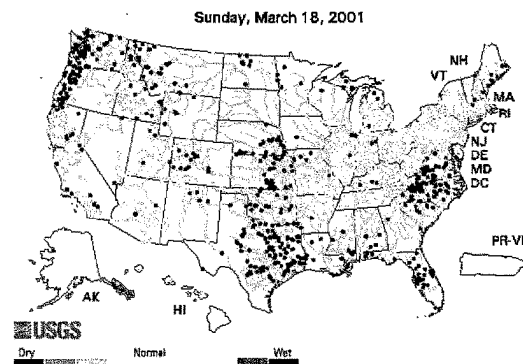 Sunday, March 18, 2001
NH
VT
MA
RI
CT
NJ
DE
MD
DC
PR-VI
AK
HI
USGS
Dry Normal Wet